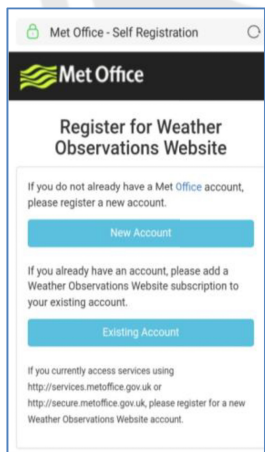 Met Office - Self Registration
Met Office
Register for Weather
Observations Website
If you do not already have a Met Office account,
please register a new account.
New Account
If you already have an account, please add a
Weather Observations Website subscription to
your existing account.
Existing Account
If you currently access services using
http://services.metoffice.gov.uk or
http://secure.metoffice.gov.uk, please register for a new
Weather Observations Website account.